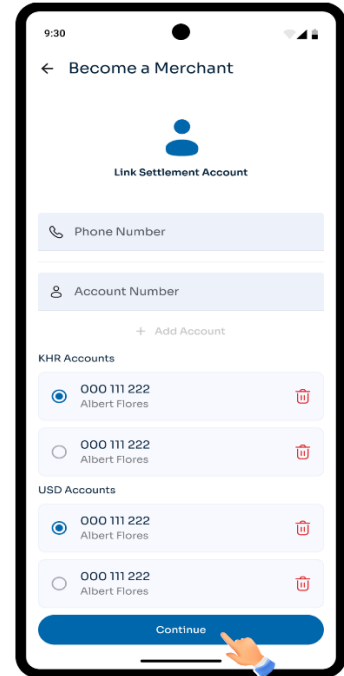 9:30
Become a Merchant
Link Settlement Account
Phone Number
Account Number
+ Add Account
KHR Accounts
000 111 222
Albert Flores
000 111 222
Albert Flores
USD Accounts
000 111 222
Albert Flores
000 111 222
Albert Flores
Continue